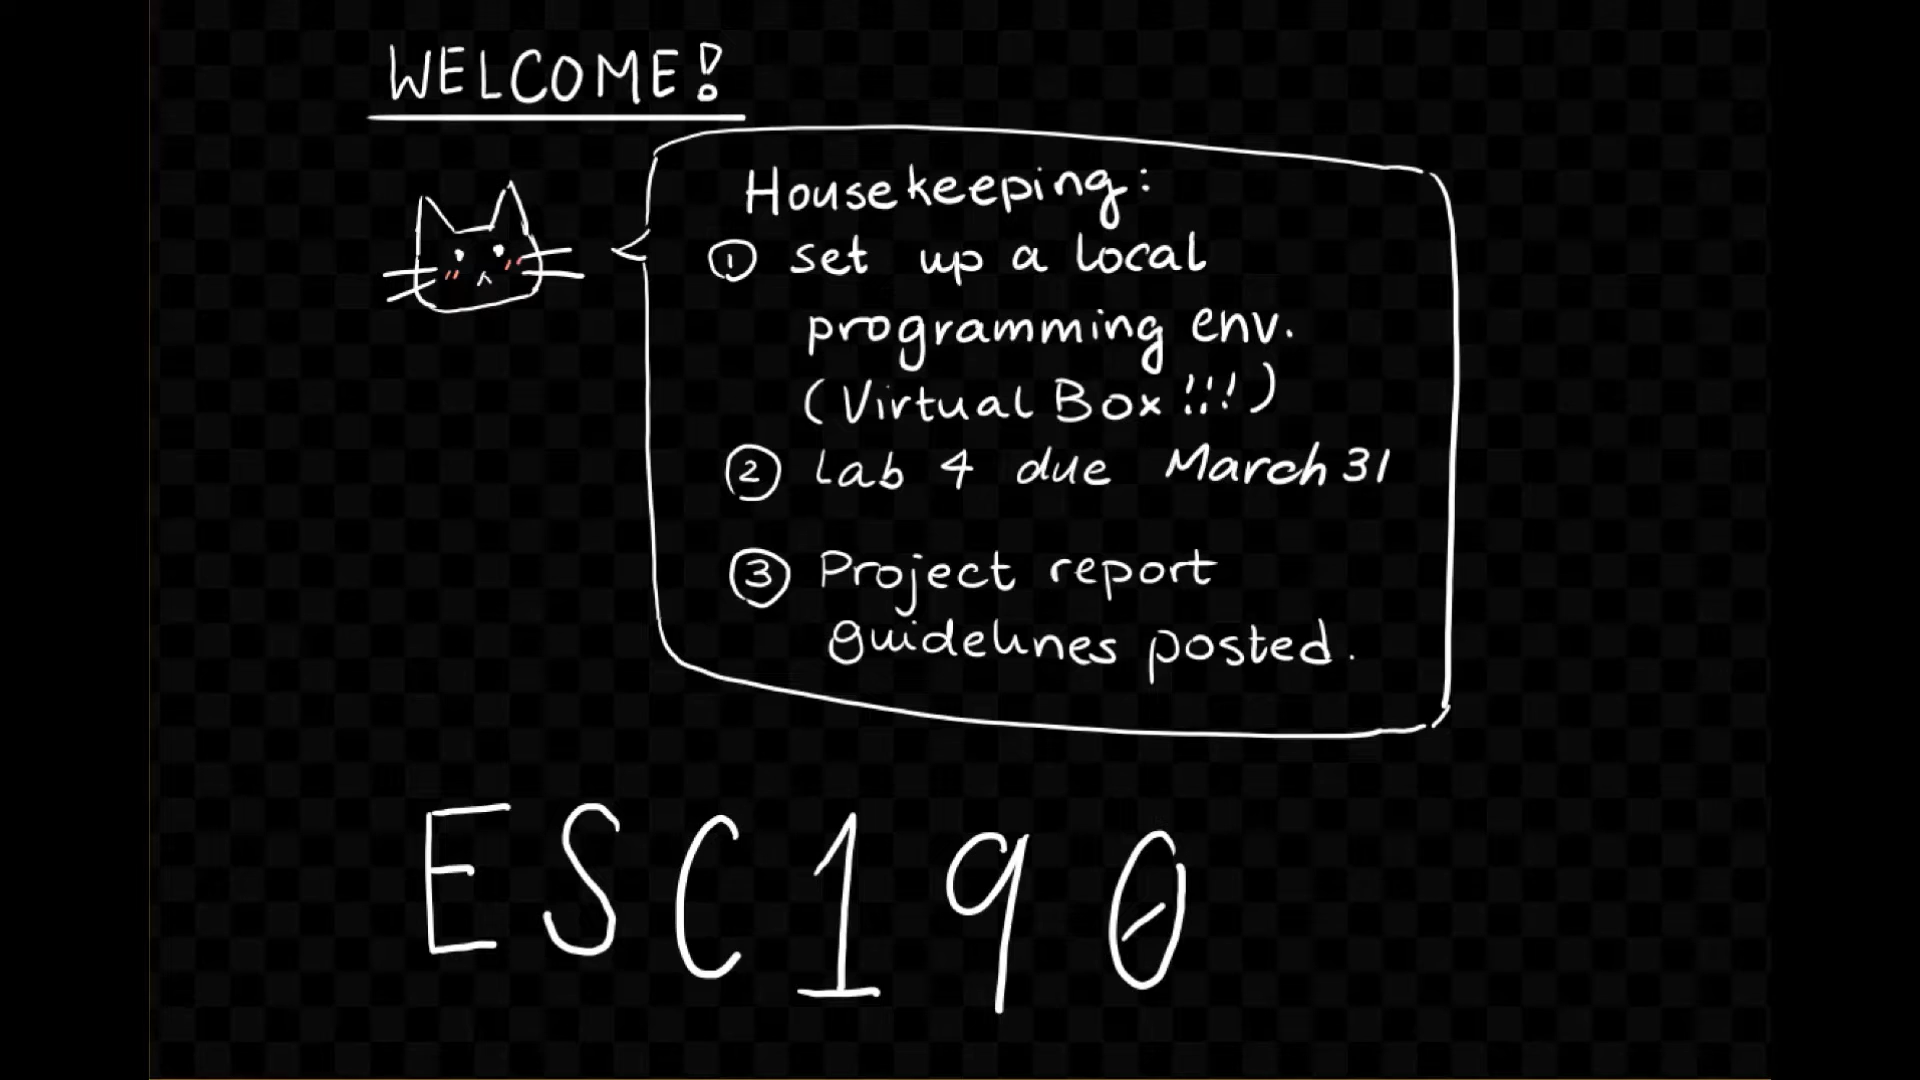 WELCOME!
Housekeeping:
① set up a local
programming env.
(Virtual Box !!!)
② Lab 4 due March 31
③ Project report
guidelines posted.
ESC190